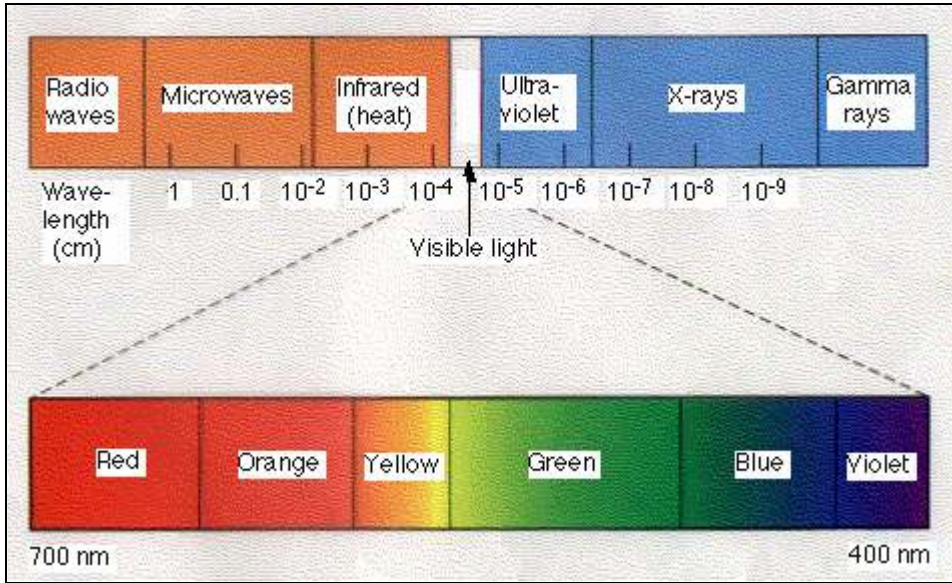 Radio
waves
Microwaves
Infrared
(heat)
Ultra-
violet
X-rays
Gamma
rays
Wave-
length
(cm)
1
0.1
10⁻²
10⁻³
10⁻⁴
10⁻⁵
10⁻⁶
10⁻⁷
10⁻⁸
10⁻⁹
Visible light
Red
Orange
Yellow
Green
Blue
Violet
700 nm
400 nm